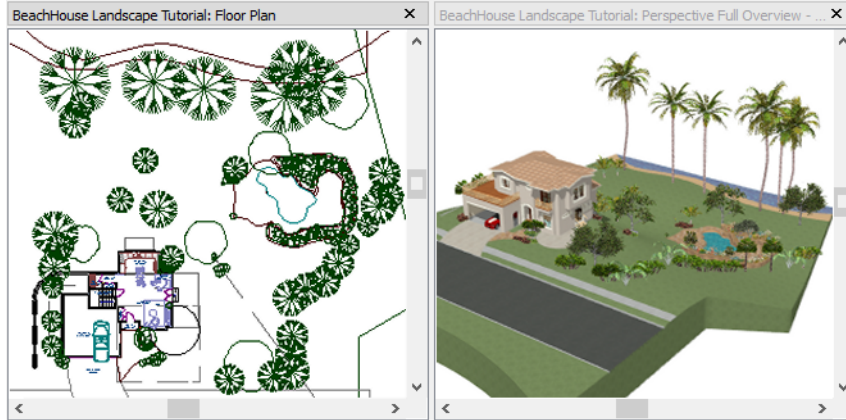 BeachHouse Landscape Tutorial: Floor Plan
BeachHouse Landscape Tutorial: Perspective Full Overview - ...